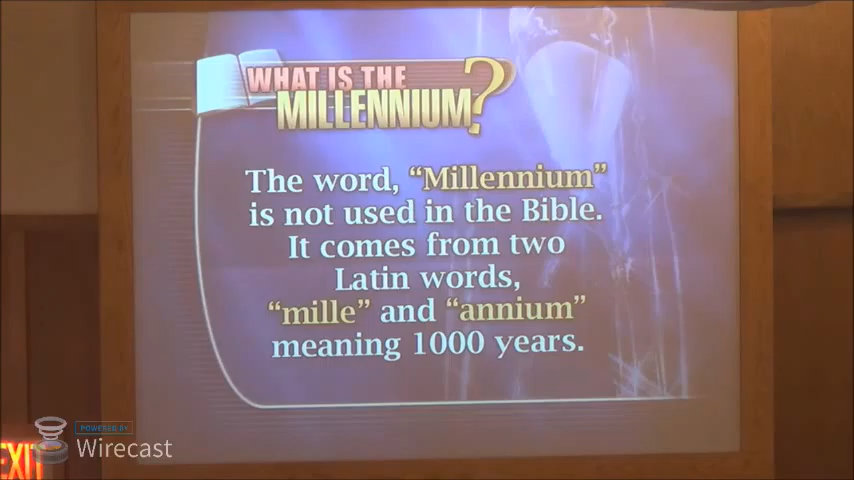 WHAT IS THE
MILLENNIUM?
The word, “Millennium”
is not used in the Bible.
It comes from two
Latin words,
“mille” and “annium”
meaning 1000 years.
POWERED BY
Wirecast
EXIT